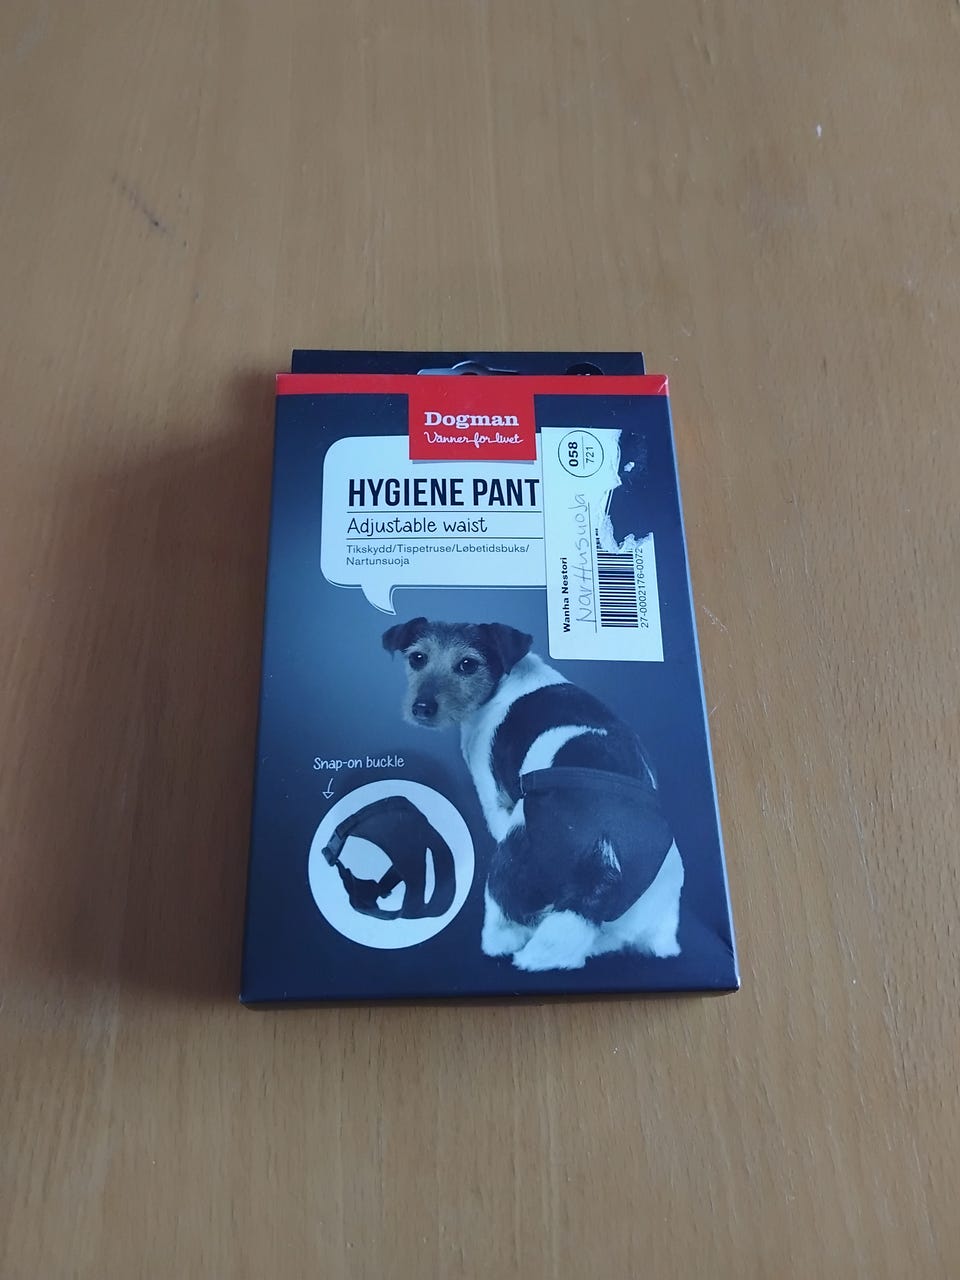 Dogman
Vänner för livet
HYGIENE PANT
Adjustable waist
Tikskydd/Tispetruse/Løbetidsbuks/
Nartunsuoja
058
721
Wanha Nestori
Narttusuoja
27-0002176-0072
Snap-on buckle